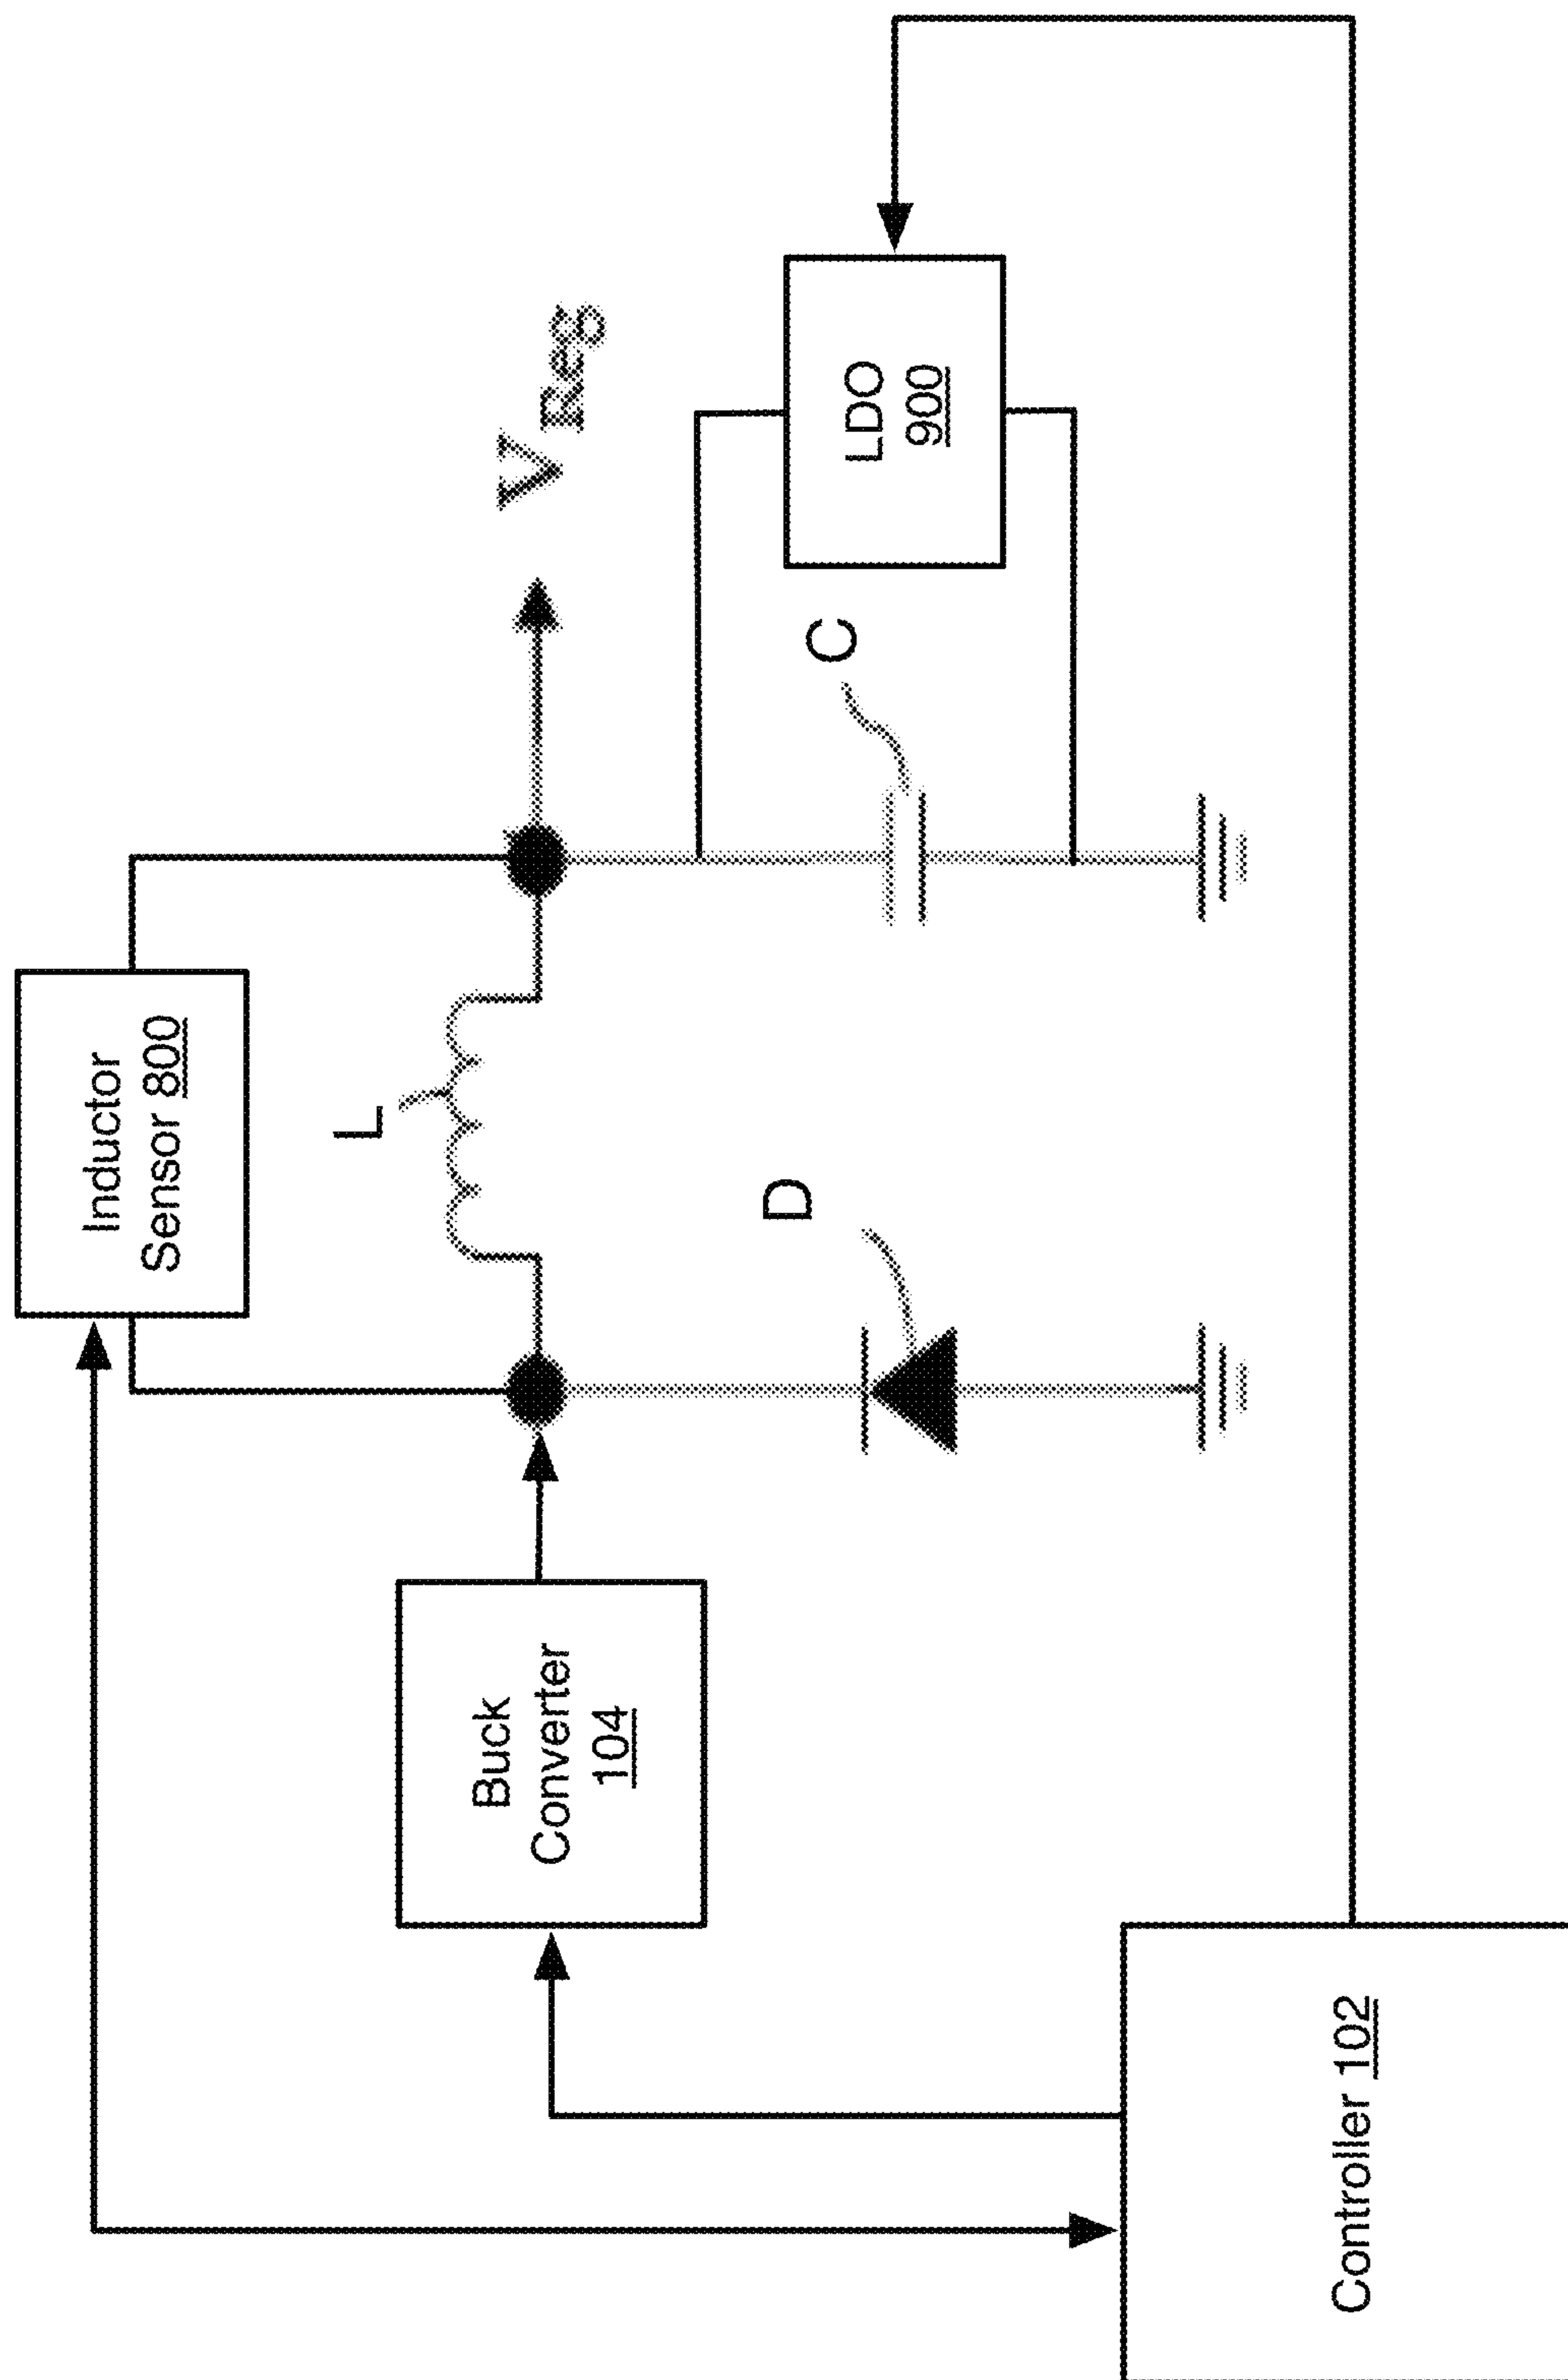 Inductor
Sensor 800
L
V Reg
Buck
Converter
104
D
C
LDO
900
Controller 102